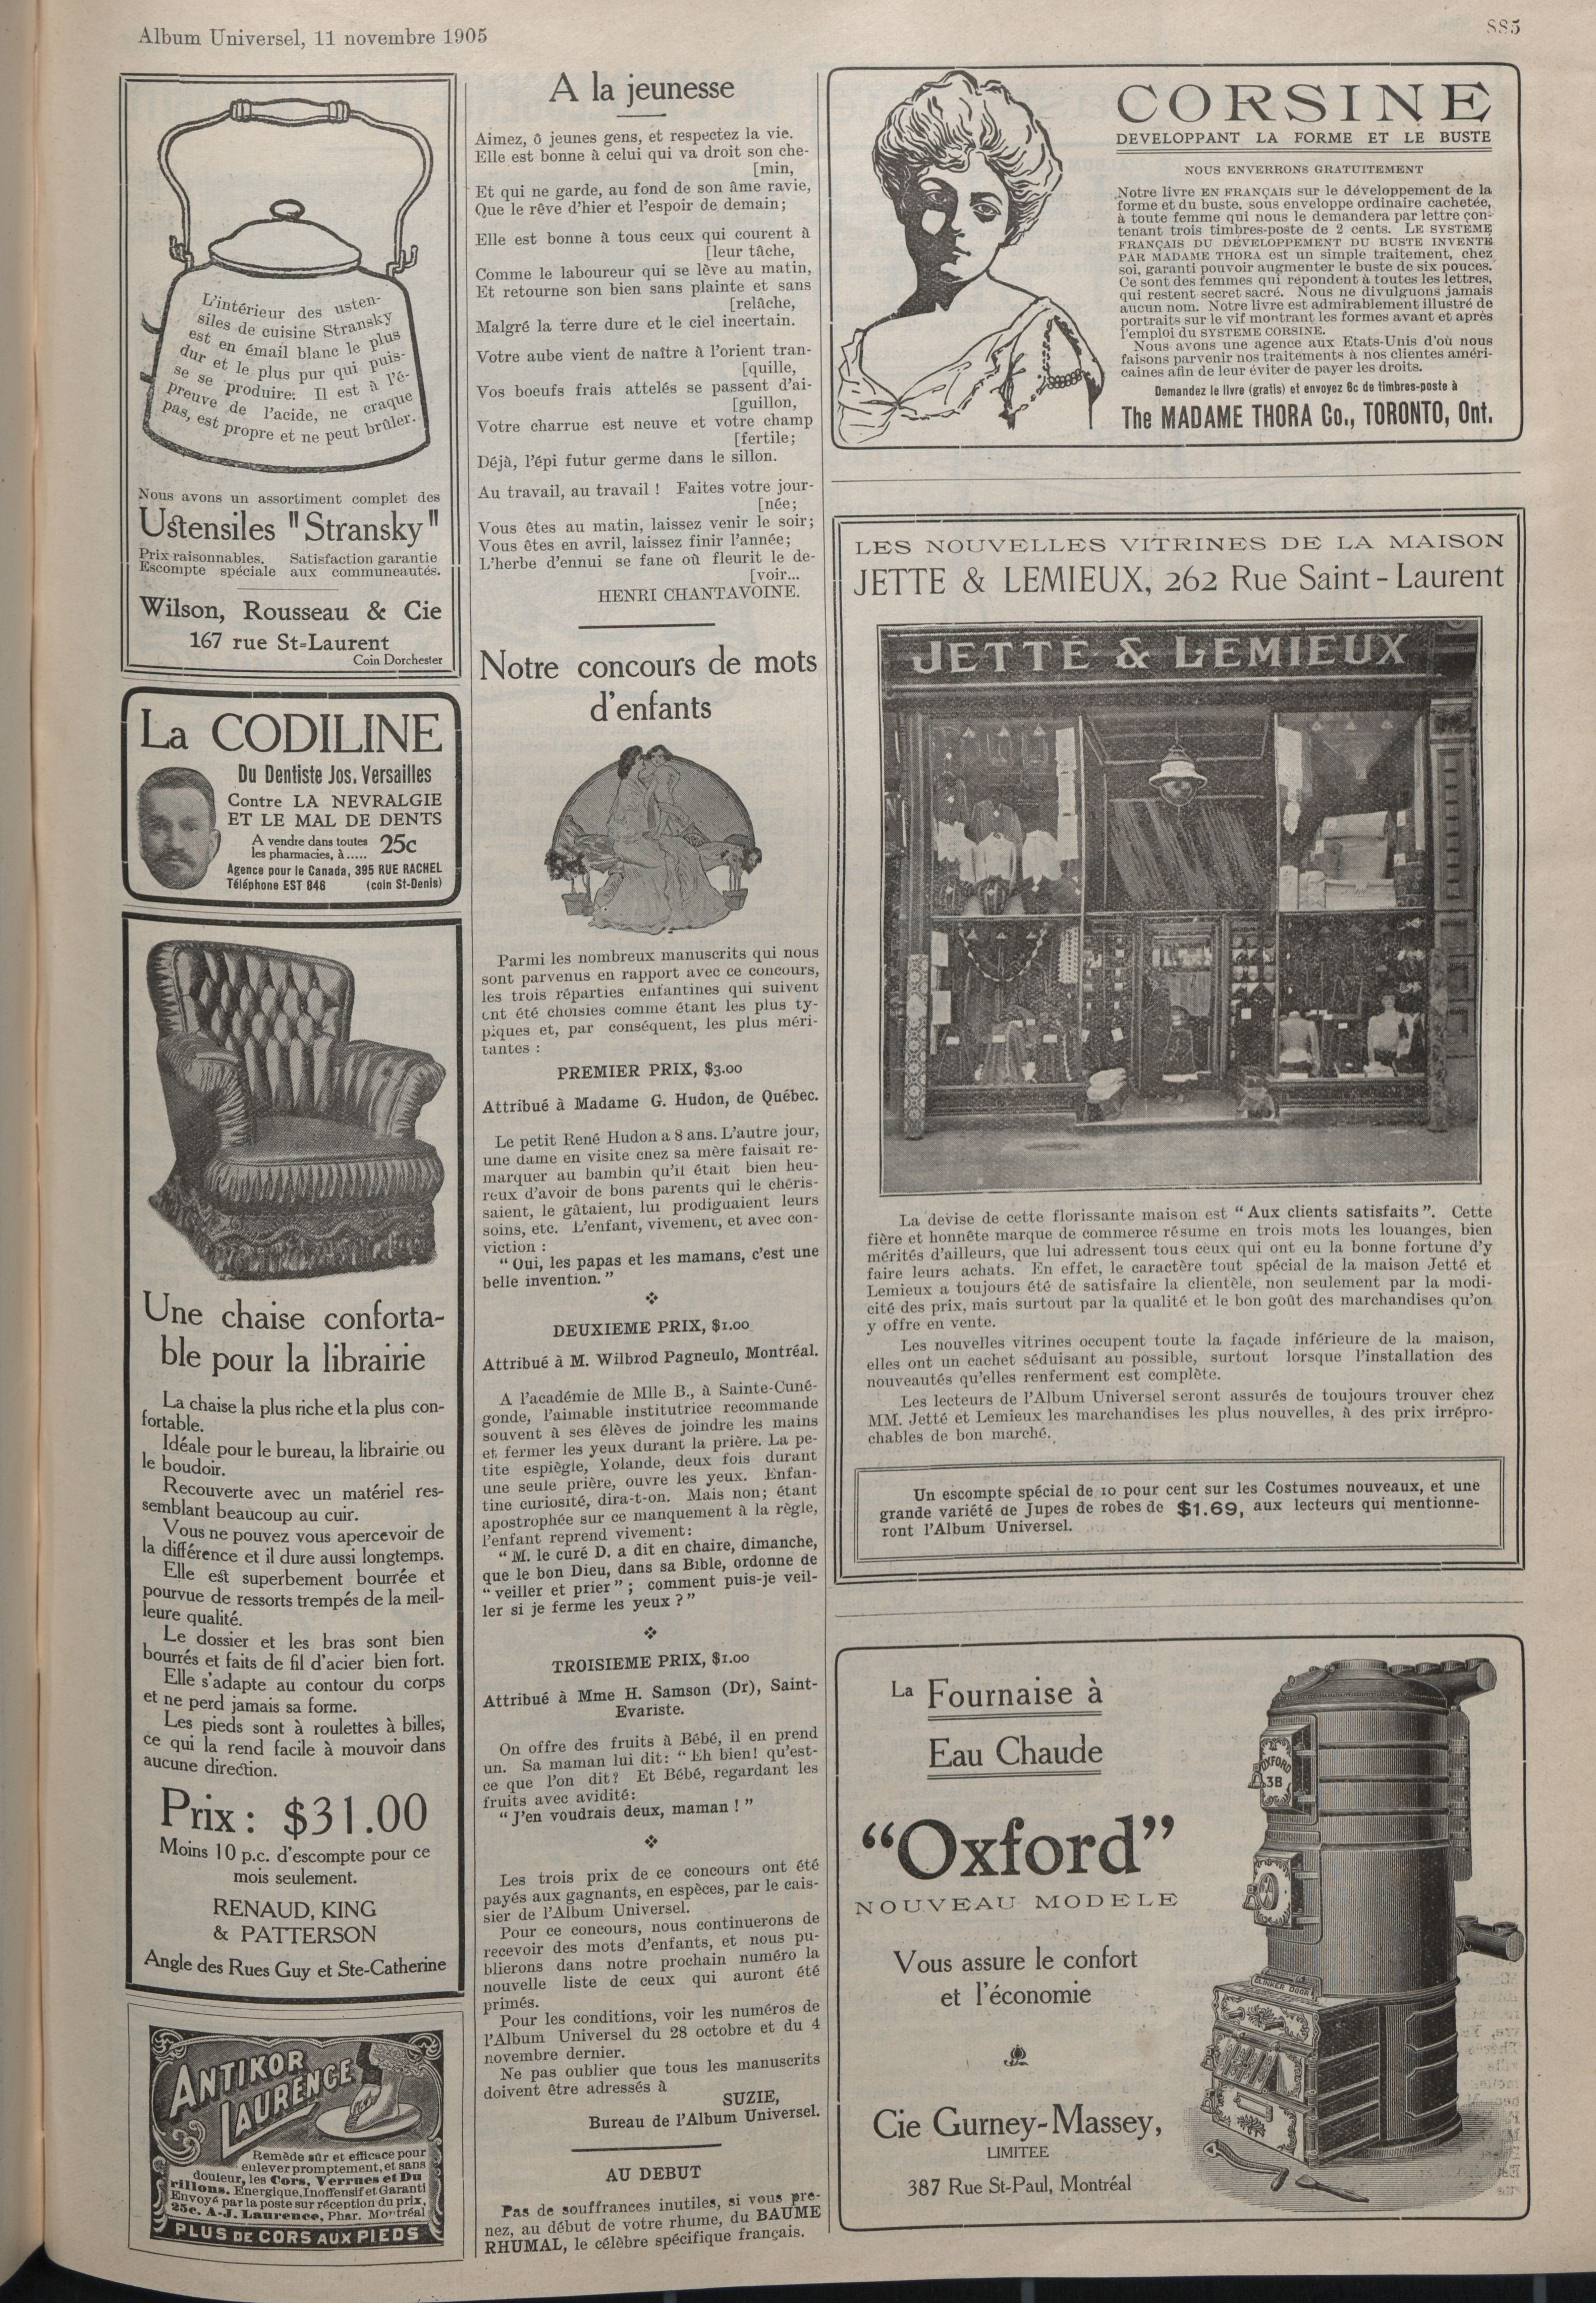 Album Universel, 11 novembre 1905
885
L'intérieur des usten-
siles de cuisine Stransky
est en émail blanc le plus
dur et le plus pur qui puis-
se se produire: Il est à l'é-
preuve de l'acide, ne craque
pas, est propre et ne peut brûler.
Nous avons un assortiment complet des
Ustensiles "Stransky"
Prix raisonnables. Satisfaction garantie
Escompte spéciale aux communeautés.
Wilson, Rousseau & Cie
167 rue St-Laurent
Coin Dorchester
La CODILINE
Du Dentiste Jos. Versailles
Contre LA NEVRALGIE
ET LE MAL DE DENTS
A vendre dans toutes
les pharmacies, à..... 25c
Agence pour le Canada, 395 RUE RACHEL
Téléphone EST 846 (coin St-Denis)
Une chaise conforta-
ble pour la librairie
La chaise la plus riche et la plus con-
fortable.
Idéale pour le bureau, la librairie ou
le boudoir.
Recouverte avec un matériel res-
semblant beaucoup au cuir.
Vous ne pouvez vous apercevoir de
la différence et il dure aussi longtemps.
Elle est superbement bourrée et
pourvue de ressorts trempés de la meil-
leure qualité.
Le dossier et les bras sont bien
bourrés et faits de fil d'acier bien fort.
Elle s'adapte au contour du corps
et ne perd jamais sa forme.
Les pieds sont à roulettes à billes,
ce qui la rend facile à mouvoir dans
aucune direction.
Prix: $31.00
Moins 10 p.c. d'escompte pour ce
mois seulement.
RENAUD, KING
& PATTERSON
Angle des Rues Guy et Ste-Catherine
ANTIKOR
LAURENCE
Remède sûr et efficace pour
enlever promptement, et sans
douleur, les Cors, Verrues et Du
rillons. Energique, Inoffensif et Garanti
Envoyé par la poste sur réception du prix,
25c. A.-J. Laurence, Phar. Montréal
PLUS DE CORS AUX PIEDS
A la jeunesse
Aimez, ô jeunes gens, et respectez la vie.
Elle est bonne à celui qui va droit son che-
[min,
Et qui ne garde, au fond de son âme ravie,
Que le rêve d'hier et l'espoir de demain;
Elle est bonne à tous ceux qui courent à
[leur tâche,
Comme le laboureur qui se lève au matin,
Et retourne son bien sans plainte et sans
[relâche,
Malgré la terre dure et le ciel incertain.
Votre aube vient de naître à l'orient tran-
[quille,
Vos boeufs frais attelés se passent d'ai-
[guillon,
Votre charrue est neuve et votre champ
[fertile;
Déjà, l'épi futur germe dans le sillon.
Au travail, au travail ! Faites votre jour-
[née;
Vous êtes au matin, laissez venir le soir;
Vous êtes en avril, laissez finir l'année;
L'herbe d'ennui se fane où fleurit le de-
[voir...
HENRI CHANTAVOINE.
Notre concours de mots
d'enfants
Parmi les nombreux manuscrits qui nous
sont parvenus en rapport avec ce concours,
les trois réparties enfantines qui suivent
ont été choisies comme étant les plus ty-
piques et, par conséquent, les plus méri-
tantes :
PREMIER PRIX, $3.00
Attribué à Madame G. Hudon, de Québec.
Le petit René Hudon a 8 ans. L'autre jour,
une dame en visite chez sa mère faisait re-
marquer au bambin qu'il était bien heu-
reux d'avoir de bons parents qui le chéris-
saient, le gâtaient, lui prodiguaient leurs
soins, etc. L'enfant, vivement, et avec con-
viction :
" Oui, les papas et les mamans, c'est une
belle invention. "
DEUXIEME PRIX, $1.00
Attribué à M. Wilbrod Pagneulo, Montréal.
A l'académie de Mlle B., à Sainte-Cuné-
gonde, l'aimable institutrice recommande
souvent à ses élèves de joindre les mains
et fermer les yeux durant la prière. La pe-
tite espiègle, Yolande, deux fois durant
une seule prière, ouvre les yeux. Enfan-
tine curiosité, dira-t-on. Mais non; étant
apostrophée sur ce manquement à la règle,
l'enfant reprend vivement:
" M. le curé D. a dit en chaire, dimanche,
que le bon Dieu, dans sa Bible, ordonne de
" veiller et prier " ; comment puis-je veil-
ler si je ferme les yeux ? "
TROISIEME PRIX, $1.00
Attribué à Mme H. Samson (Dr), Saint-
Evariste.
On offre des fruits à Bébé, il en prend
un. Sa maman lui dit: " Eh bien! qu'est-
ce que l'on dit? Et Bébé, regardant les
fruits avec avidité:
" J'en voudrais deux, maman ! "
Les trois prix de ce concours ont été
payés aux gagnants, en espèces, par le cais-
sier de l'Album Universel.
Pour ce concours, nous continuerons de
recevoir des mots d'enfants, et nous pu-
blierons dans notre prochain numéro la
nouvelle liste de ceux qui auront été
primés.
Pour les conditions, voir les numéros de
l'Album Universel du 28 octobre et du 4
novembre dernier.
Ne pas oublier que tous les manuscrits
doivent être adressés à
SUZIE,
Bureau de l'Album Universel.
AU DEBUT
Pas de souffrances inutiles, si vous pre-
nez, au début de votre rhume, du BAUME
RHUMAL, le célèbre spécifique français.
CORSINE
DEVELOPPANT LA FORME ET LE BUSTE
NOUS ENVERRONS GRATUITEMENT
Notre livre EN FRANÇAIS sur le développement de la
forme et du buste, sous enveloppe ordinaire cachetée,
à toute femme qui nous le demandera par lettre con-
tenant trois timbres-poste de 2 cents. LE SYSTEME
FRANÇAIS DU DÉVELOPPEMENT DU BUSTE INVENTÉ
PAR MADAME THORA est un simple traitement, chez
soi, garanti pouvoir augmenter le buste de six pouces.
Ce sont des femmes qui répondent à toutes les lettres,
qui restent secret sacré. Nous ne divulgons jamais
aucun nom. Notre livre est admirablement illustré de
portraits sur le vif montrant les formes avant et après
l'emploi du SYSTEME CORSINE.
Nous avons une agence aux Etats-Unis d'où nous
faisons parvenir nos traitements à nos clientes améri-
caines afin de leur éviter de payer les droits.
Demandez le livre (gratis) et envoyez 6c de timbres-poste à
The MADAME THORA Co., TORONTO, Ont.
LES NOUVELLES VITRINES DE LA MAISON
JETTE & LEMIEUX, 262 Rue Saint-Laurent
JETTÉ & LEMIEUX
La devise de cette florissante maison est " Aux clients satisfaits ". Cette
fière et honnête marque de commerce résume en trois mots les louanges, bien
mérités d'ailleurs, que lui adressent tous ceux qui ont eu la bonne fortune d'y
faire leurs achats. En effet, le caractère tout spécial de la maison Jetté et
Lemieux a toujours été de satisfaire la clientèle, non seulement par la modi-
cité des prix, mais surtout par la qualité et le bon goût des marchandises qu'on
y offre en vente.
Les nouvelles vitrines occupent toute la façade inférieure de la maison,
elles ont un cachet séduisant au possible, surtout lorsque l'installation des
nouveautés qu'elles renferment est complète.
Les lecteurs de l'Album Universel seront assurés de toujours trouver chez
MM. Jetté et Lemieux les marchandises les plus nouvelles, à des prix irrépro-
chables de bon marché.
Un escompte spécial de 10 pour cent sur les Costumes nouveaux, et une
grande variété de Jupes de robes de $1.69, aux lecteurs qui mentionne-
ront l'Album Universel.
La Fournaise à
Eau Chaude
"Oxford"
NOUVEAU MODELE
Vous assure le confort
et l'économie
Cie Gurney-Massey,
LIMITEE
387 Rue St-Paul, Montréal
OXFORD
3B
CLINKER DOOR